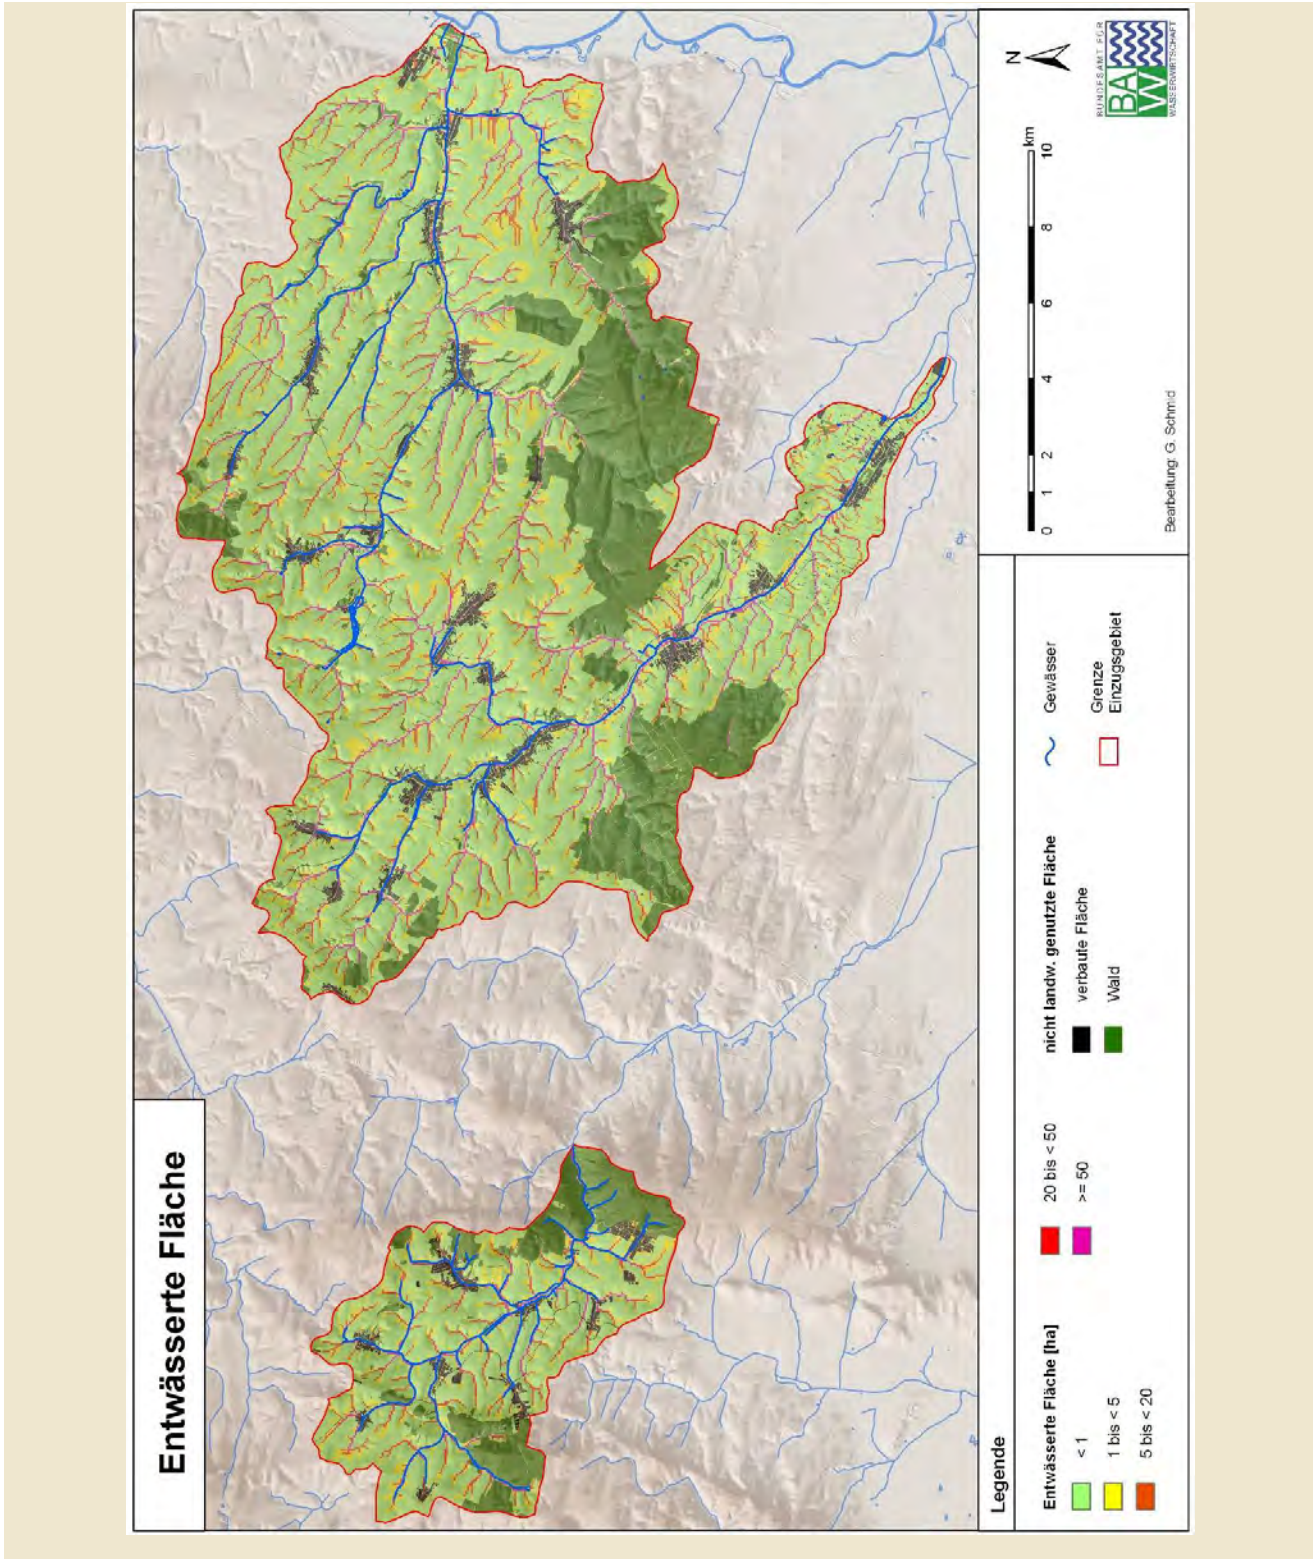 Entwässerte Fläche
Legende
Entwässerte Fläche [ha]
< 1
1 bis < 5
5 bis < 20
20 bis < 50
>= 50
nicht landw. genutzte Fläche
verbaute Fläche
Wald
Gewässer
Grenze
Einzugsgebiet
0 1 2 4 6 8 10
km
N
Bearbeitung: G. Schmid
BUNDESAMT FÜR
BAW
WASSERWIRTSCHAFT